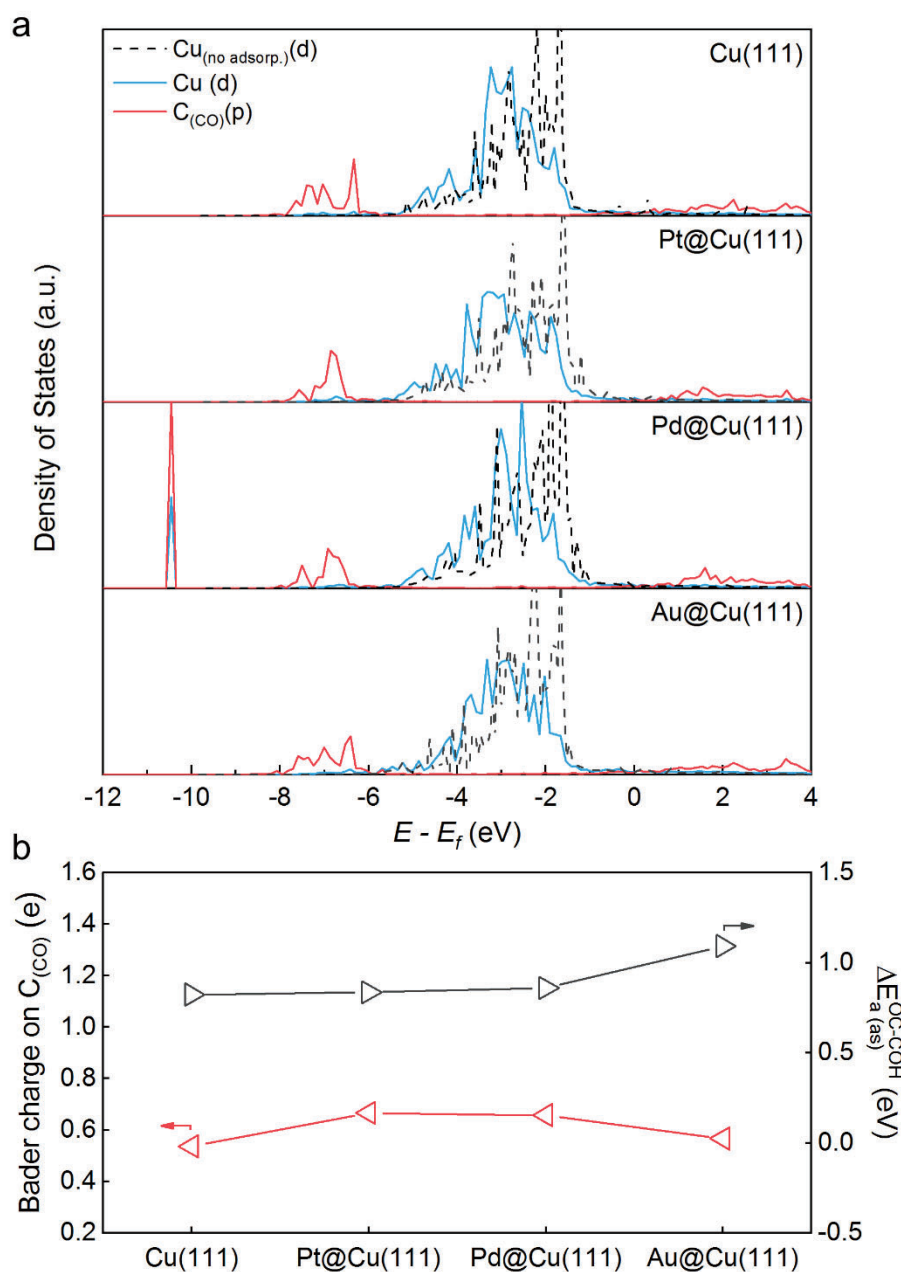 a
Cu(no adsorp.)(d)
Cu (d)
C(CO)(p)
Cu(111)
Pt@Cu(111)
Pd@Cu(111)
Au@Cu(111)
Density of States (a.u.)
-12 -10 -8 -6 -4 -2 0 2 4
E - Ef (eV)
b
Bader charge on C(CO) (e)
1.6
1.4
1.2
1.0
0.8
0.6
0.4
0.2
1.5
1.0
0.5
0.0
-0.5
ΔEa (as)OC-COH (eV)
Cu(111) Pt@Cu(111) Pd@Cu(111) Au@Cu(111)